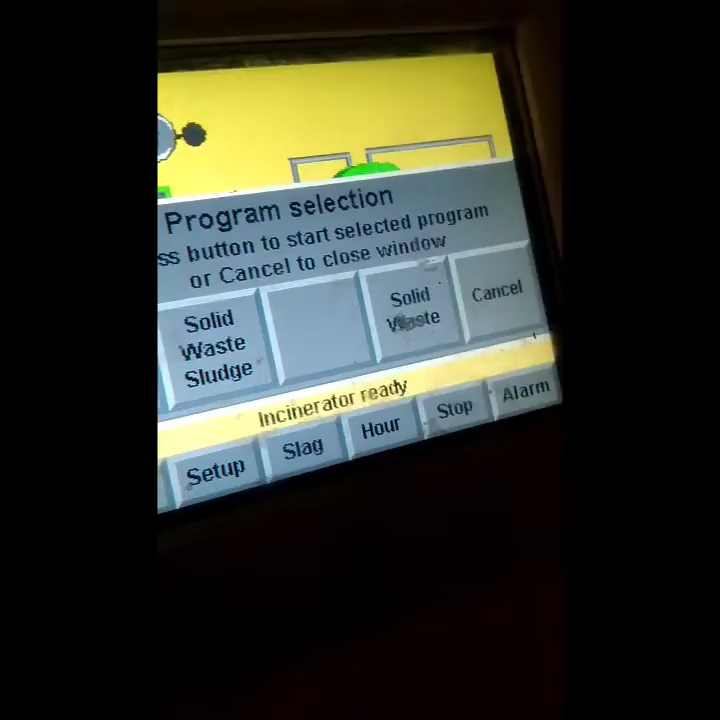 Program selection
ss button to start selected program
or Cancel to close window
Solid
Waste
Sludge
Solid
Waste
Cancel
Incinerator ready
Setup
Slag
Hour
Stop
Alarm